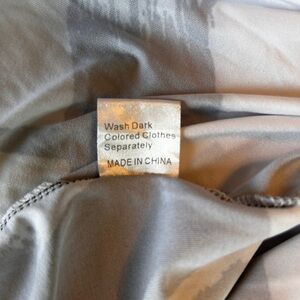 Wash Dark
Colored Clothes
Separately
MADE IN CHINA